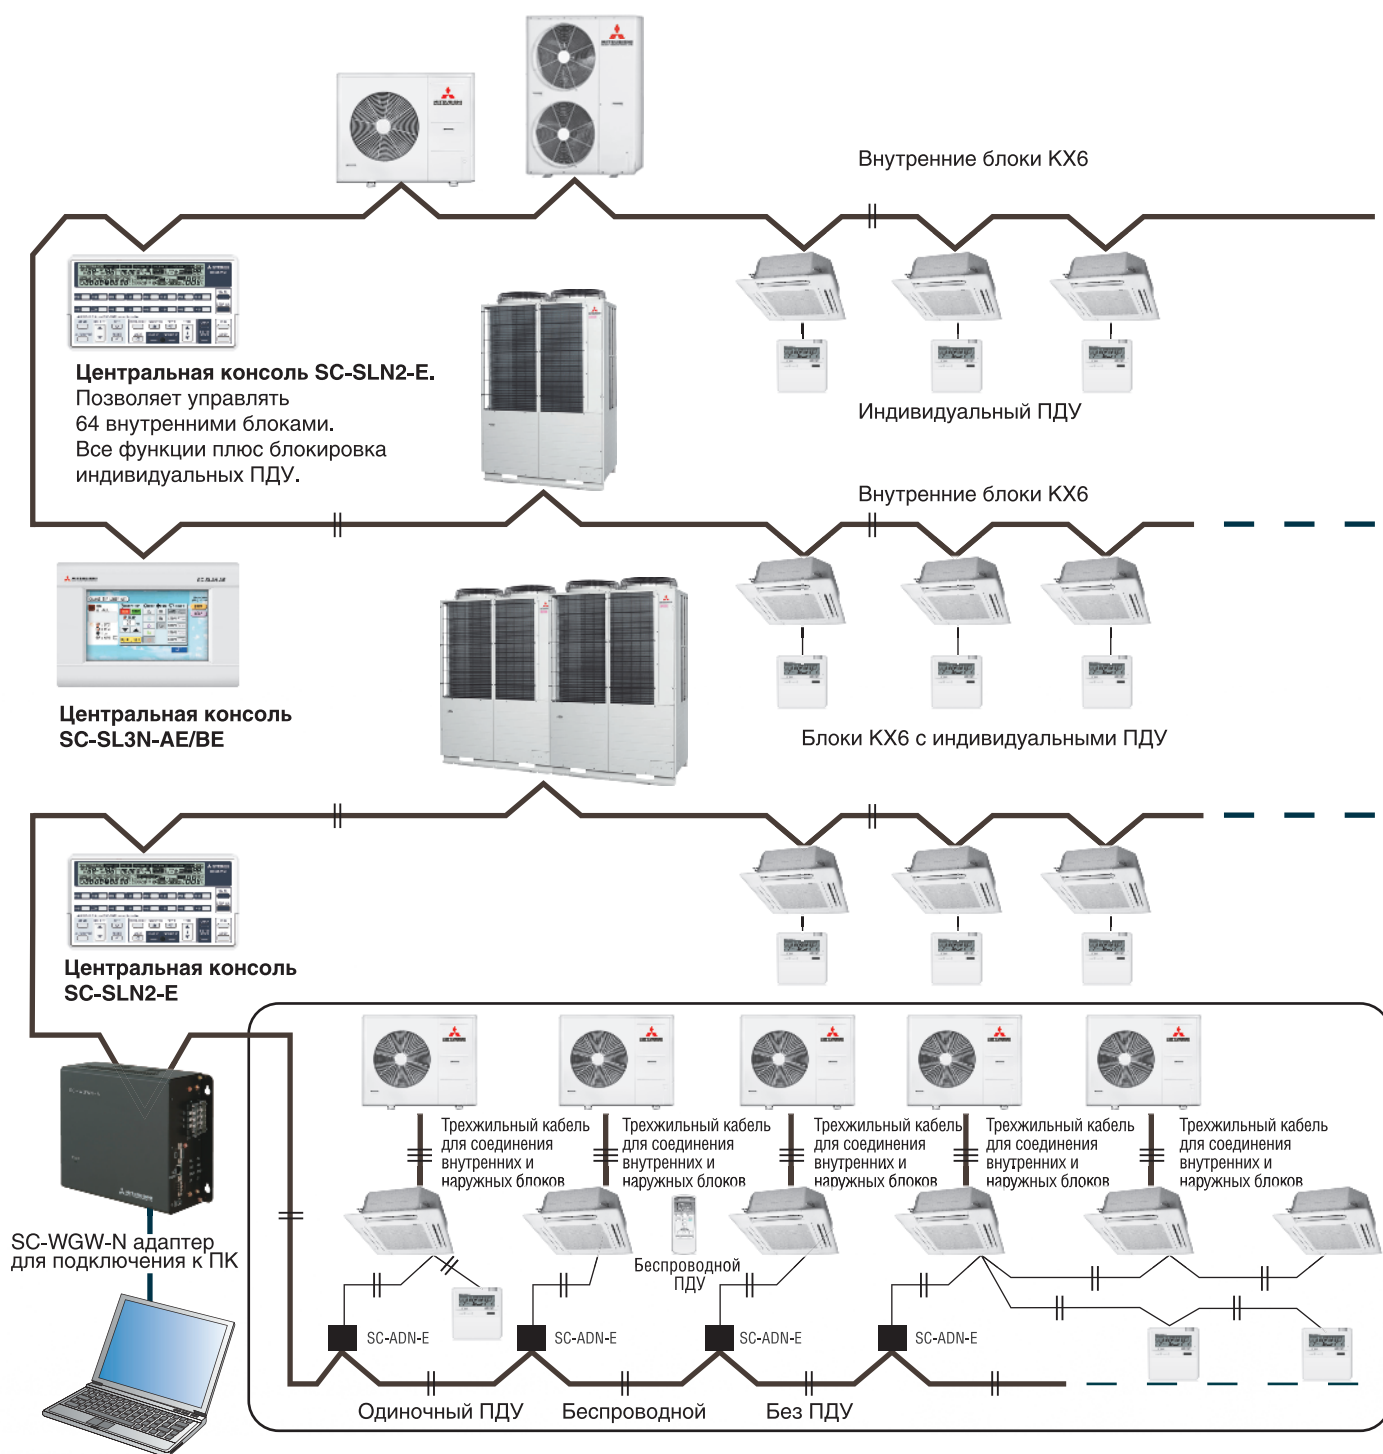 Внутренние блоки KX6
Центральная консоль SC-SLN2-E.
Позволяет управлять
64 внутренними блоками.
Все функции плюс блокировка
индивидуальных ПДУ.
Индивидуальный ПДУ
Внутренние блоки KX6
Центральная консоль
SC-SL3N-AE/BE
Блоки KX6 с индивидуальными ПДУ
Центральная консоль
SC-SLN2-E
Трехжильный кабель
для соединения
внутренних и
наружных блоков
Трехжильный кабель
для соединения
внутренних и
наружных блоков
Трехжильный кабель
для соединения
внутренних и
наружных блоков
Трехжильный кабель
для соединения
внутренних и
наружных блоков
Трехжильный кабель
для соединения
внутренних и
наружных блоков
SC-WGW-N адаптер
для подключения к ПК
Беспроводной
ПДУ
SC-ADN-E
SC-ADN-E
SC-ADN-E
SC-ADN-E
Одиночный ПДУ
Беспроводной
Без ПДУ